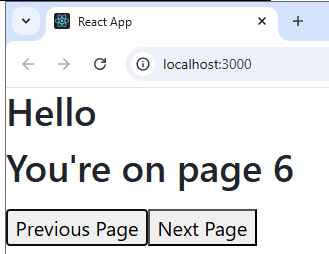 React App
localhost:3000
Hello
You're on page 6
Previous Page Next Page